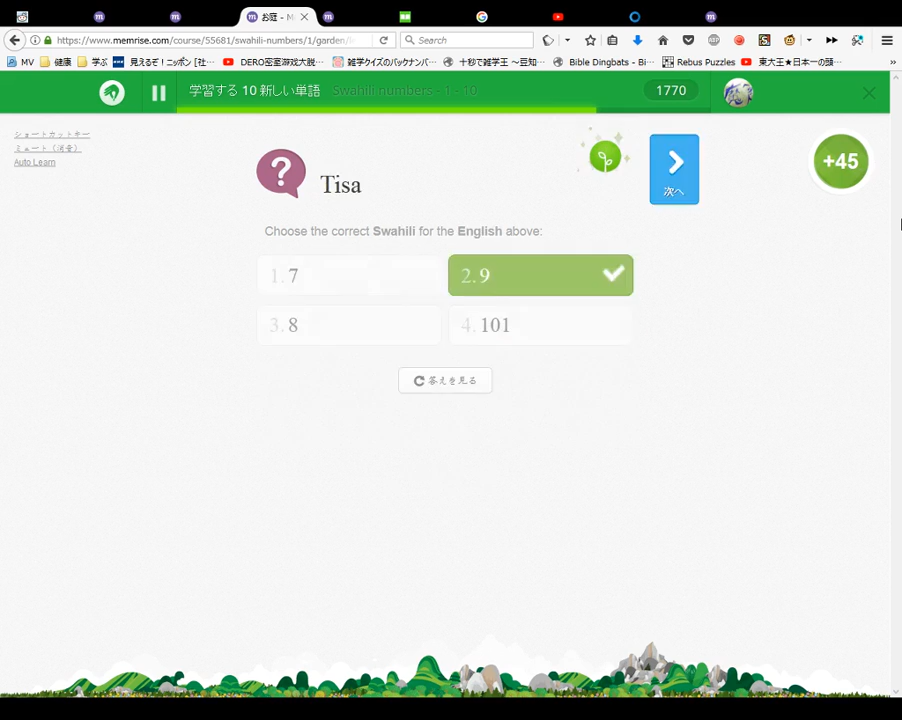 お庭 - M
https://www.memrise.com/course/55681/swahili-numbers/1/garden/
Search
MV 健康 学ぶ 見えるぞ！ニッポン [社… DERO密室游戏大脱… 雑学クイズのバックナンバ… 十秒で雑学王 ～豆知… Bible Dingbats - Bi… Rebus Puzzles 東大王★日本一の頭…
学習する 10 新しい単語 Swahili numbers - 1 - 10 1770
ショートカットキー
ミュート（消音）
Auto Learn
Tisa
次へ
+45
Choose the correct Swahili for the English above:
1. 7
2. 9
3. 8
4. 101
答えを見る